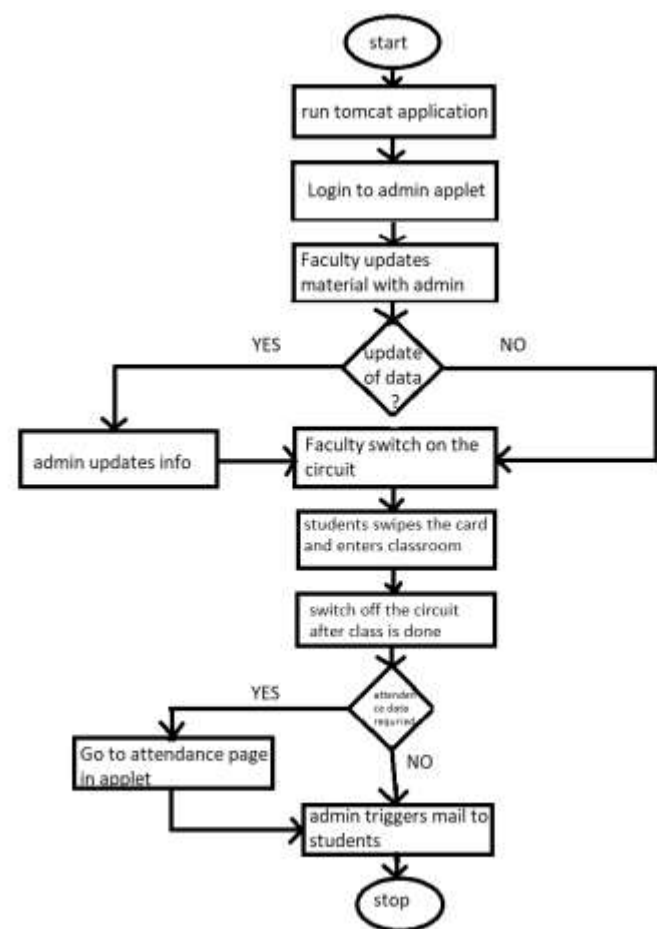 start
run tomcat application
Login to admin applet
Faculty updates
material with admin
YES
NO
update
of data
?
admin updates info
Faculty switch on the
circuit
students swipes the card
and enters classroom
switch off the circuit
after class is done
YES
attenden
ce data
requried
Go to attendance page
in applet
NO
admin triggers mail to
students
stop